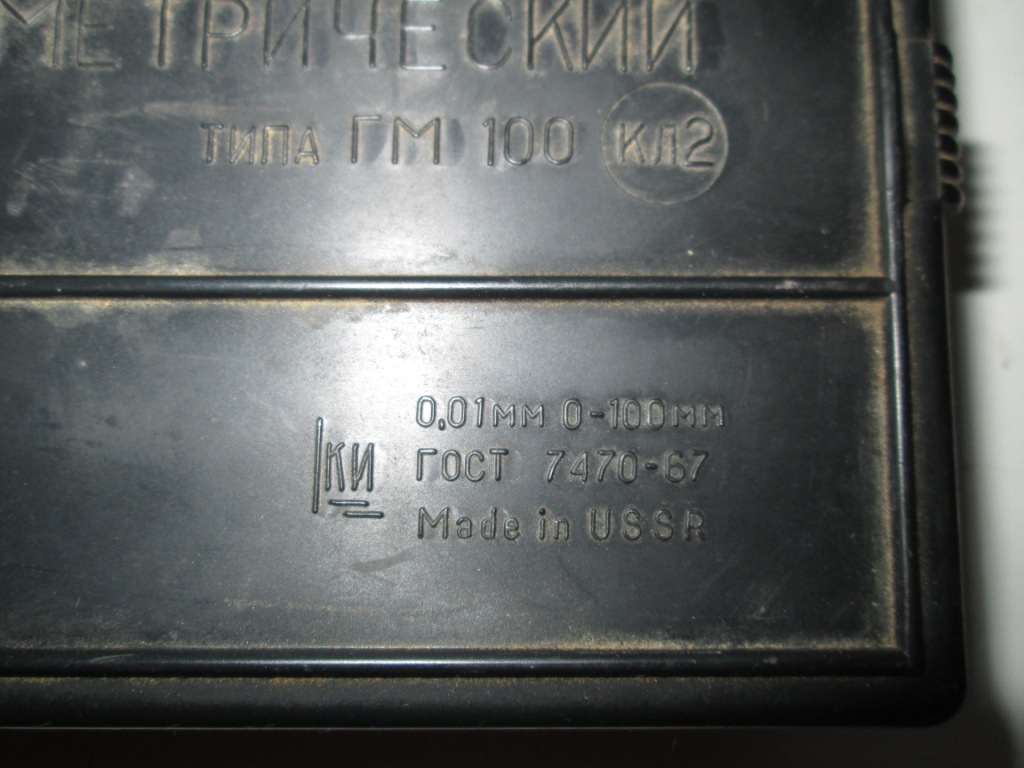 МЕТРИЧЕСКИЙ
ТИПА ГМ 100 КЛ2
0,01мм 0-100мм
КИ ГОСТ 7470-67
Made in USSR